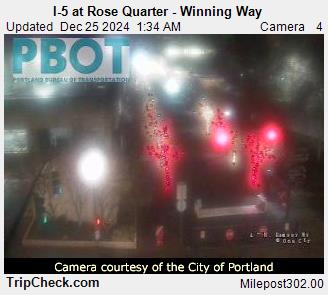 I-5 at Rose Quarter - Winning Way
Updated Dec 25 2024 1:34 AM Camera 4
PBOT
PORTLAND BUREAU OF TRANSPORTATION
Camera courtesy of the City of Portland
TripCheck.com Milepost302.00